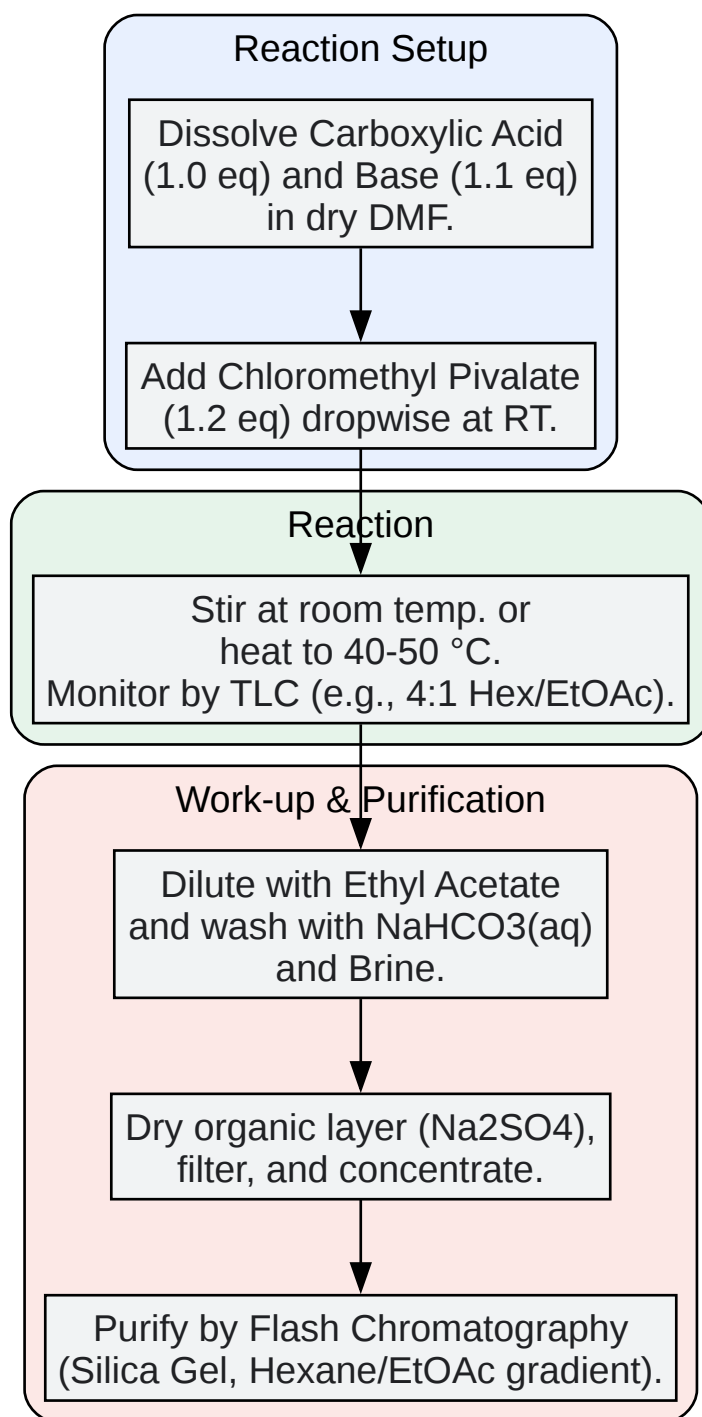 Reaction Setup
Dissolve Carboxylic Acid
(1.0 eq) and Base (1.1 eq)
in dry DMF.
Add Chloromethyl Pivalate
(1.2 eq) dropwise at RT.
Reaction
Stir at room temp. or
heat to 40-50 °C.
Monitor by TLC (e.g., 4:1 Hex/EtOAc).
Work-up & Purification
Dilute with Ethyl Acetate
and wash with NaHCO3(aq)
and Brine.
Dry organic layer (Na2SO4),
filter, and concentrate.
Purify by Flash Chromatography
(Silica Gel, Hexane/EtOAc gradient).